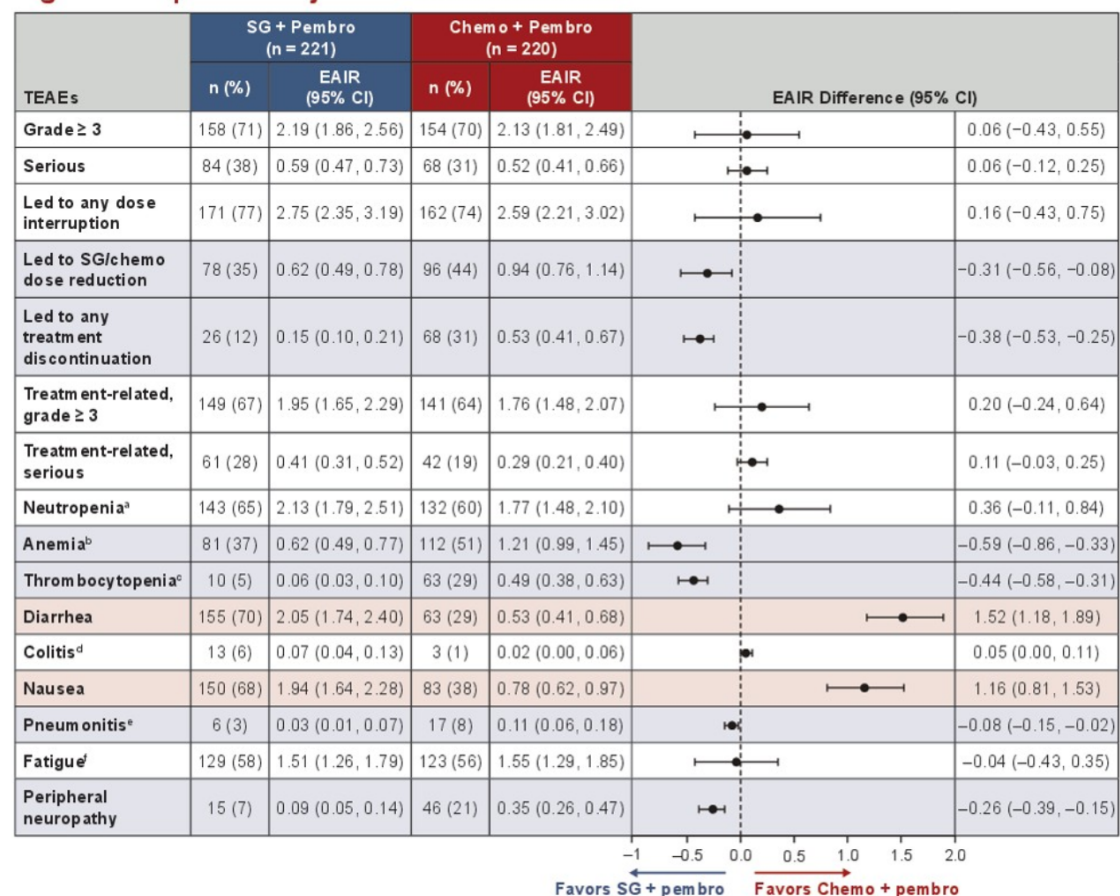 SG + Pembro
(n = 221)
Chemo + Pembro
(n = 220)
TEAEs
n (%)
EAIR
(95% CI)
n (%)
EAIR
(95% CI)
EAIR Difference (95% CI)
Grade ≥ 3 158 (71) 2.19 (1.86, 2.56) 154 (70) 2.13 (1.81, 2.49) 0.06 (−0.43, 0.55)
Serious 84 (38) 0.59 (0.47, 0.73) 68 (31) 0.52 (0.41, 0.66) 0.06 (−0.12, 0.25)
Led to any dose
interruption
171 (77) 2.75 (2.35, 3.19) 162 (74) 2.59 (2.21, 3.02) 0.16 (−0.43, 0.75)
Led to SG/chemo
dose reduction
78 (35) 0.62 (0.49, 0.78) 96 (44) 0.94 (0.76, 1.14) −0.31 (−0.56, −0.08)
Led to any
treatment
discontinuation
26 (12) 0.15 (0.10, 0.21) 68 (31) 0.53 (0.41, 0.67) −0.38 (−0.53, −0.25)
Treatment-related,
grade ≥ 3
149 (67) 1.95 (1.65, 2.29) 141 (64) 1.76 (1.48, 2.07) 0.20 (−0.24, 0.64)
Treatment-related,
serious
61 (28) 0.41 (0.31, 0.52) 42 (19) 0.29 (0.21, 0.40) 0.11 (−0.03, 0.25)
Neutropeniaᵃ 143 (65) 2.13 (1.79, 2.51) 132 (60) 1.77 (1.48, 2.10) 0.36 (−0.11, 0.84)
Anemiaᵇ 81 (37) 0.62 (0.49, 0.77) 112 (51) 1.21 (0.99, 1.45) −0.59 (−0.86, −0.33)
Thrombocytopeniaᶜ 10 (5) 0.06 (0.03, 0.10) 63 (29) 0.49 (0.38, 0.63) −0.44 (−0.58, −0.31)
Diarrhea 155 (70) 2.05 (1.74, 2.40) 63 (29) 0.53 (0.41, 0.68) 1.52 (1.18, 1.89)
Colitisᵈ 13 (6) 0.07 (0.04, 0.13) 3 (1) 0.02 (0.00, 0.06) 0.05 (0.00, 0.11)
Nausea 150 (68) 1.94 (1.64, 2.28) 83 (38) 0.78 (0.62, 0.97) 1.16 (0.81, 1.53)
Pneumonitisᵉ 6 (3) 0.03 (0.01, 0.07) 17 (8) 0.11 (0.06, 0.18) −0.08 (−0.15, −0.02)
Fatigueᶠ 129 (58) 1.51 (1.26, 1.79) 123 (56) 1.55 (1.29, 1.85) −0.04 (−0.43, 0.35)
Peripheral
neuropathy
15 (7) 0.09 (0.05, 0.14) 46 (21) 0.35 (0.26, 0.47) −0.26 (−0.39, −0.15)
−1 −0.5 0.0 0.5 1.0 1.5 2.0
Favors SG + pembro Favors Chemo + pembro